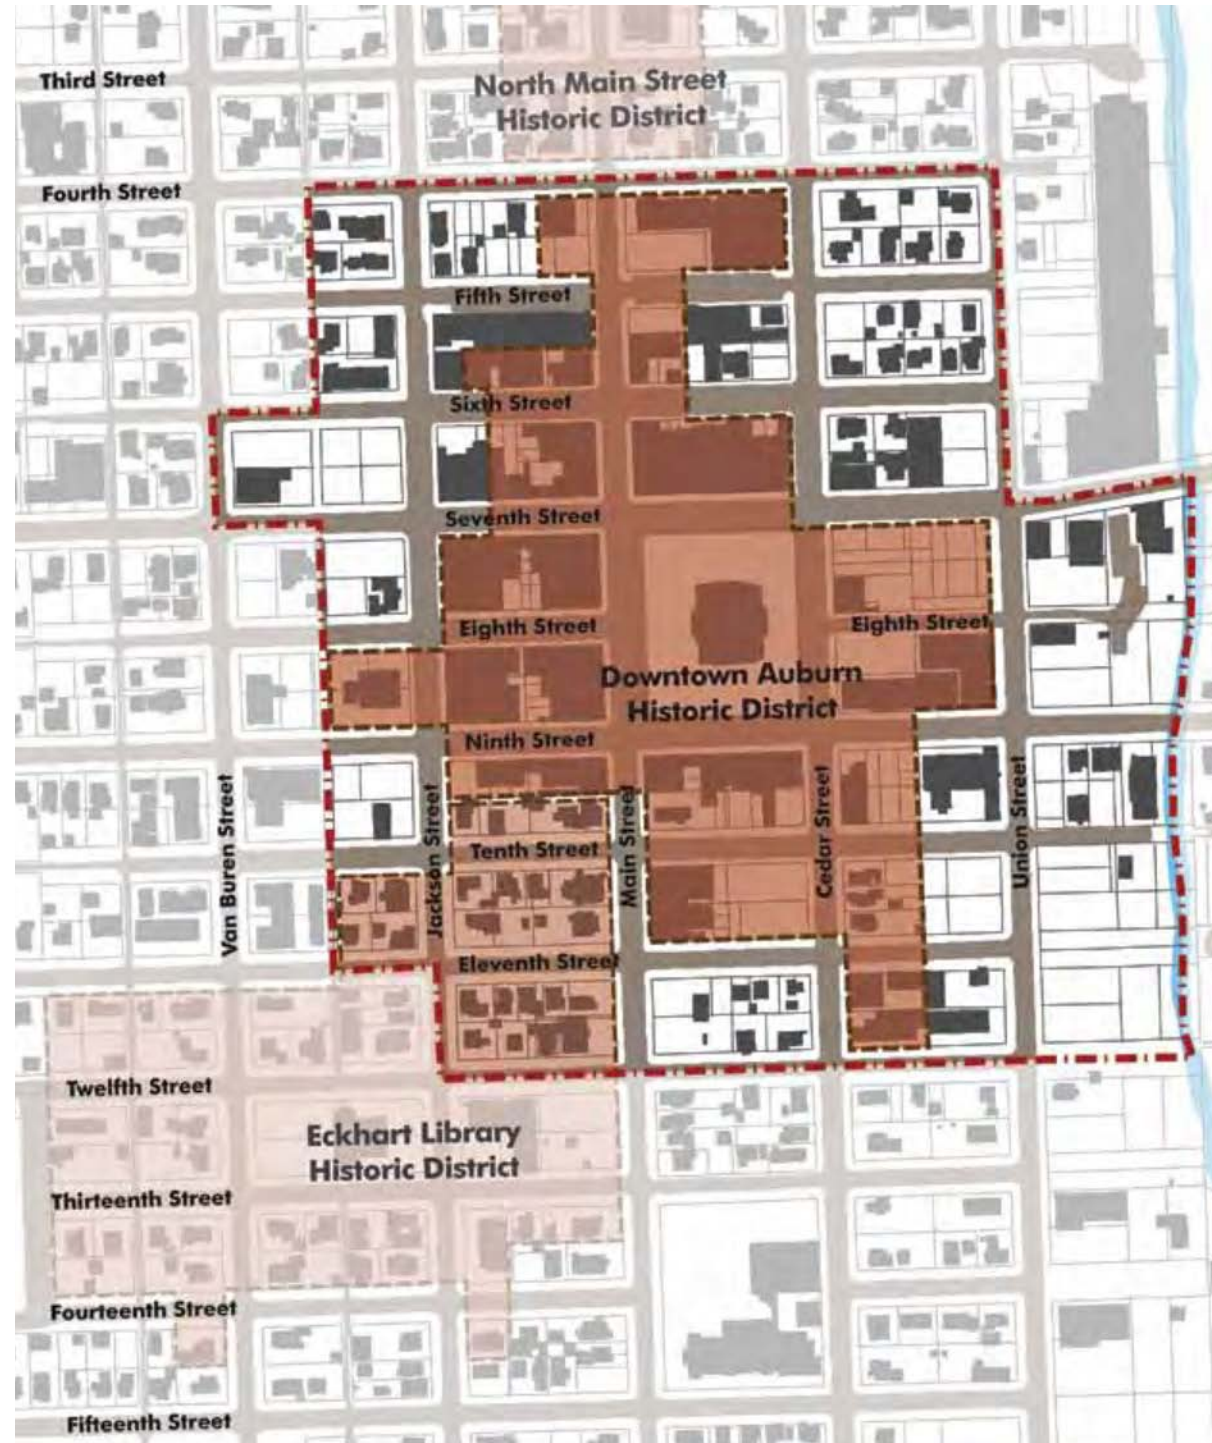 Third Street
North Main Street
Historic District
Fourth Street
Fifth Street
Sixth Street
Seventh Street
Eighth Street
Eighth Street
Downtown Auburn
Historic District
Ninth Street
Van Buren Street
Jackson Street
Main Street
Cedar Street
Union Street
Tenth Street
Eleventh Street
Twelfth Street
Eckhart Library
Historic District
Thirteenth Street
Fourteenth Street
Fifteenth Street